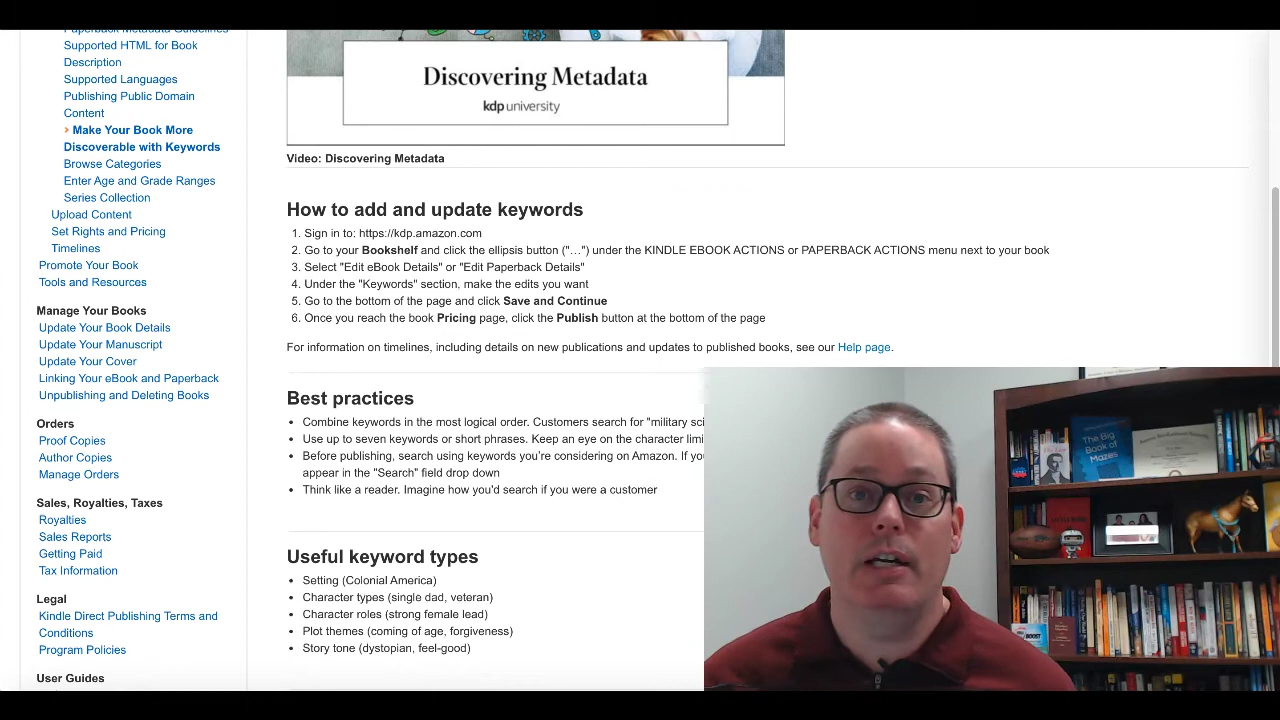 Paperback Metadata Guidelines
Supported HTML for Book
Description
Supported Languages
Publishing Public Domain
Content
› Make Your Book More
Discoverable with Keywords
Browse Categories
Enter Age and Grade Ranges
Series Collection
Upload Content
Set Rights and Pricing
Timelines
Promote Your Book
Tools and Resources
Manage Your Books
Update Your Book Details
Update Your Manuscript
Update Your Cover
Linking Your eBook and Paperback
Unpublishing and Deleting Books
Orders
Proof Copies
Author Copies
Manage Orders
Sales, Royalties, Taxes
Royalties
Sales Reports
Getting Paid
Tax Information
Legal
Kindle Direct Publishing Terms and
Conditions
Program Policies
User Guides
Discovering Metadata
kdp university
Video: Discovering Metadata
How to add and update keywords
1. Sign in to: https://kdp.amazon.com
2. Go to your Bookshelf and click the ellipsis button ("…") under the KINDLE EBOOK ACTIONS or PAPERBACK ACTIONS menu next to your book
3. Select "Edit eBook Details" or "Edit Paperback Details"
4. Under the "Keywords" section, make the edits you want
5. Go to the bottom of the page and click Save and Continue
6. Once you reach the book Pricing page, click the Publish button at the bottom of the page
For information on timelines, including details on new publications and updates to published books, see our Help page.
Best practices
• Combine keywords in the most logical order. Customers search for "military sci
• Use up to seven keywords or short phrases. Keep an eye on the character limi
• Before publishing, search using keywords you're considering on Amazon. If you
appear in the "Search" field drop down
• Think like a reader. Imagine how you'd search if you were a customer
Useful keyword types
• Setting (Colonial America)
• Character types (single dad, veteran)
• Character roles (strong female lead)
• Plot themes (coming of age, forgiveness)
• Story tone (dystopian, feel-good)
The Big
Book of
Mazes